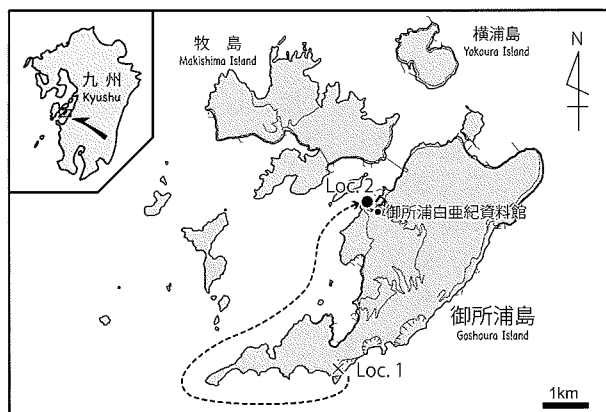 九州
Kyushu
牧島
Makishima Island
横浦島
Yokoura Island
N
Loc. 2
御所浦白亜紀資料館
御所浦島
Goshoura Island
Loc. 1
1km